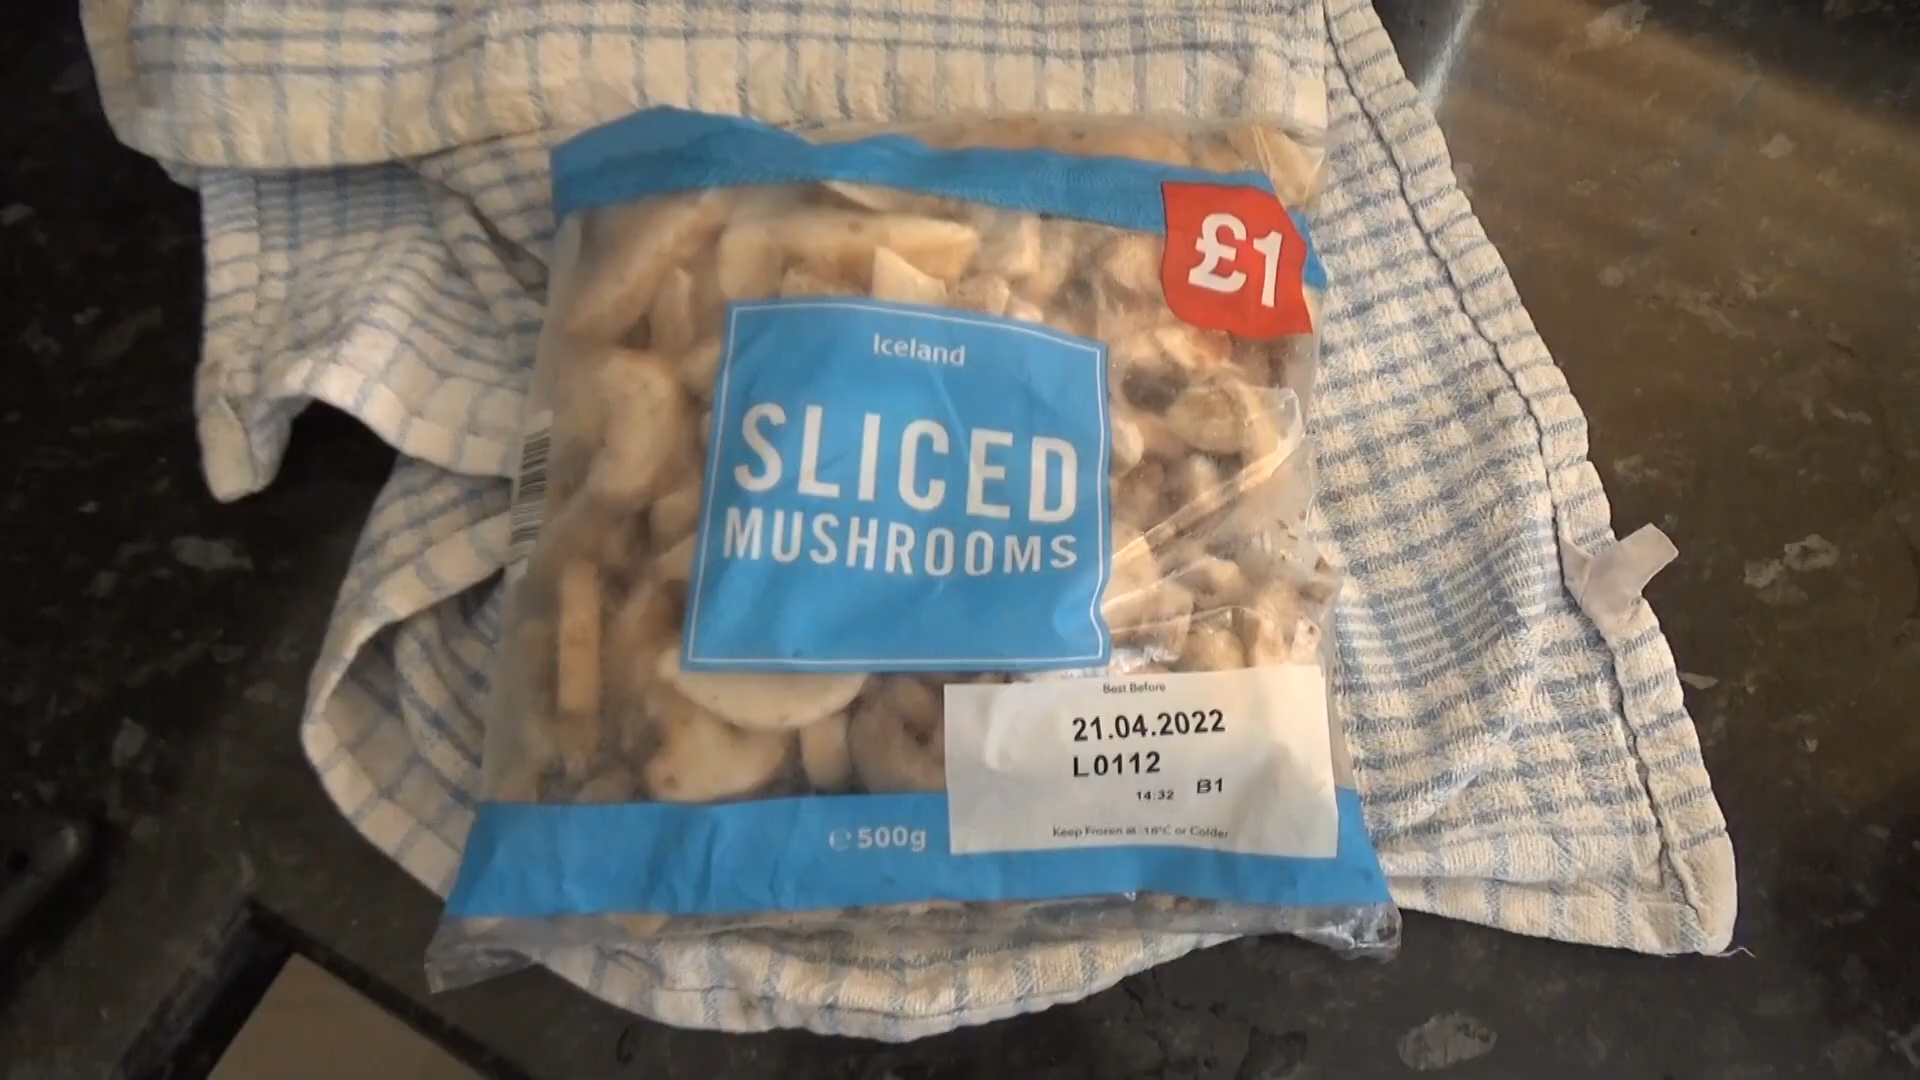 £1
Iceland
SLICED
MUSHROOMS
Best Before
21.04.2022
L0112
14:32 B1
Keep Frozen at -18°C or Colder
℮500g